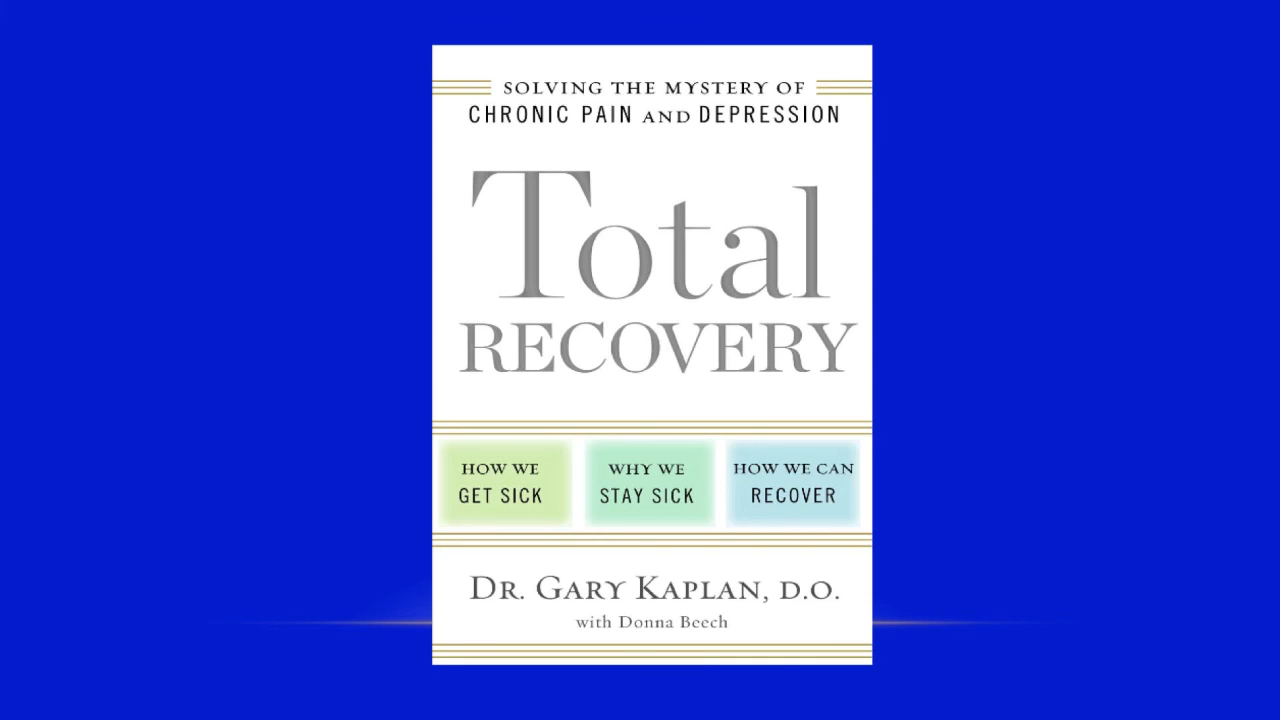 SOLVING THE MYSTERY OF
CHRONIC PAIN AND DEPRESSION
Total
RECOVERY
HOW WE
GET SICK
WHY WE
STAY SICK
HOW WE CAN
RECOVER
DR. GARY KAPLAN, D.O.
with Donna Beech